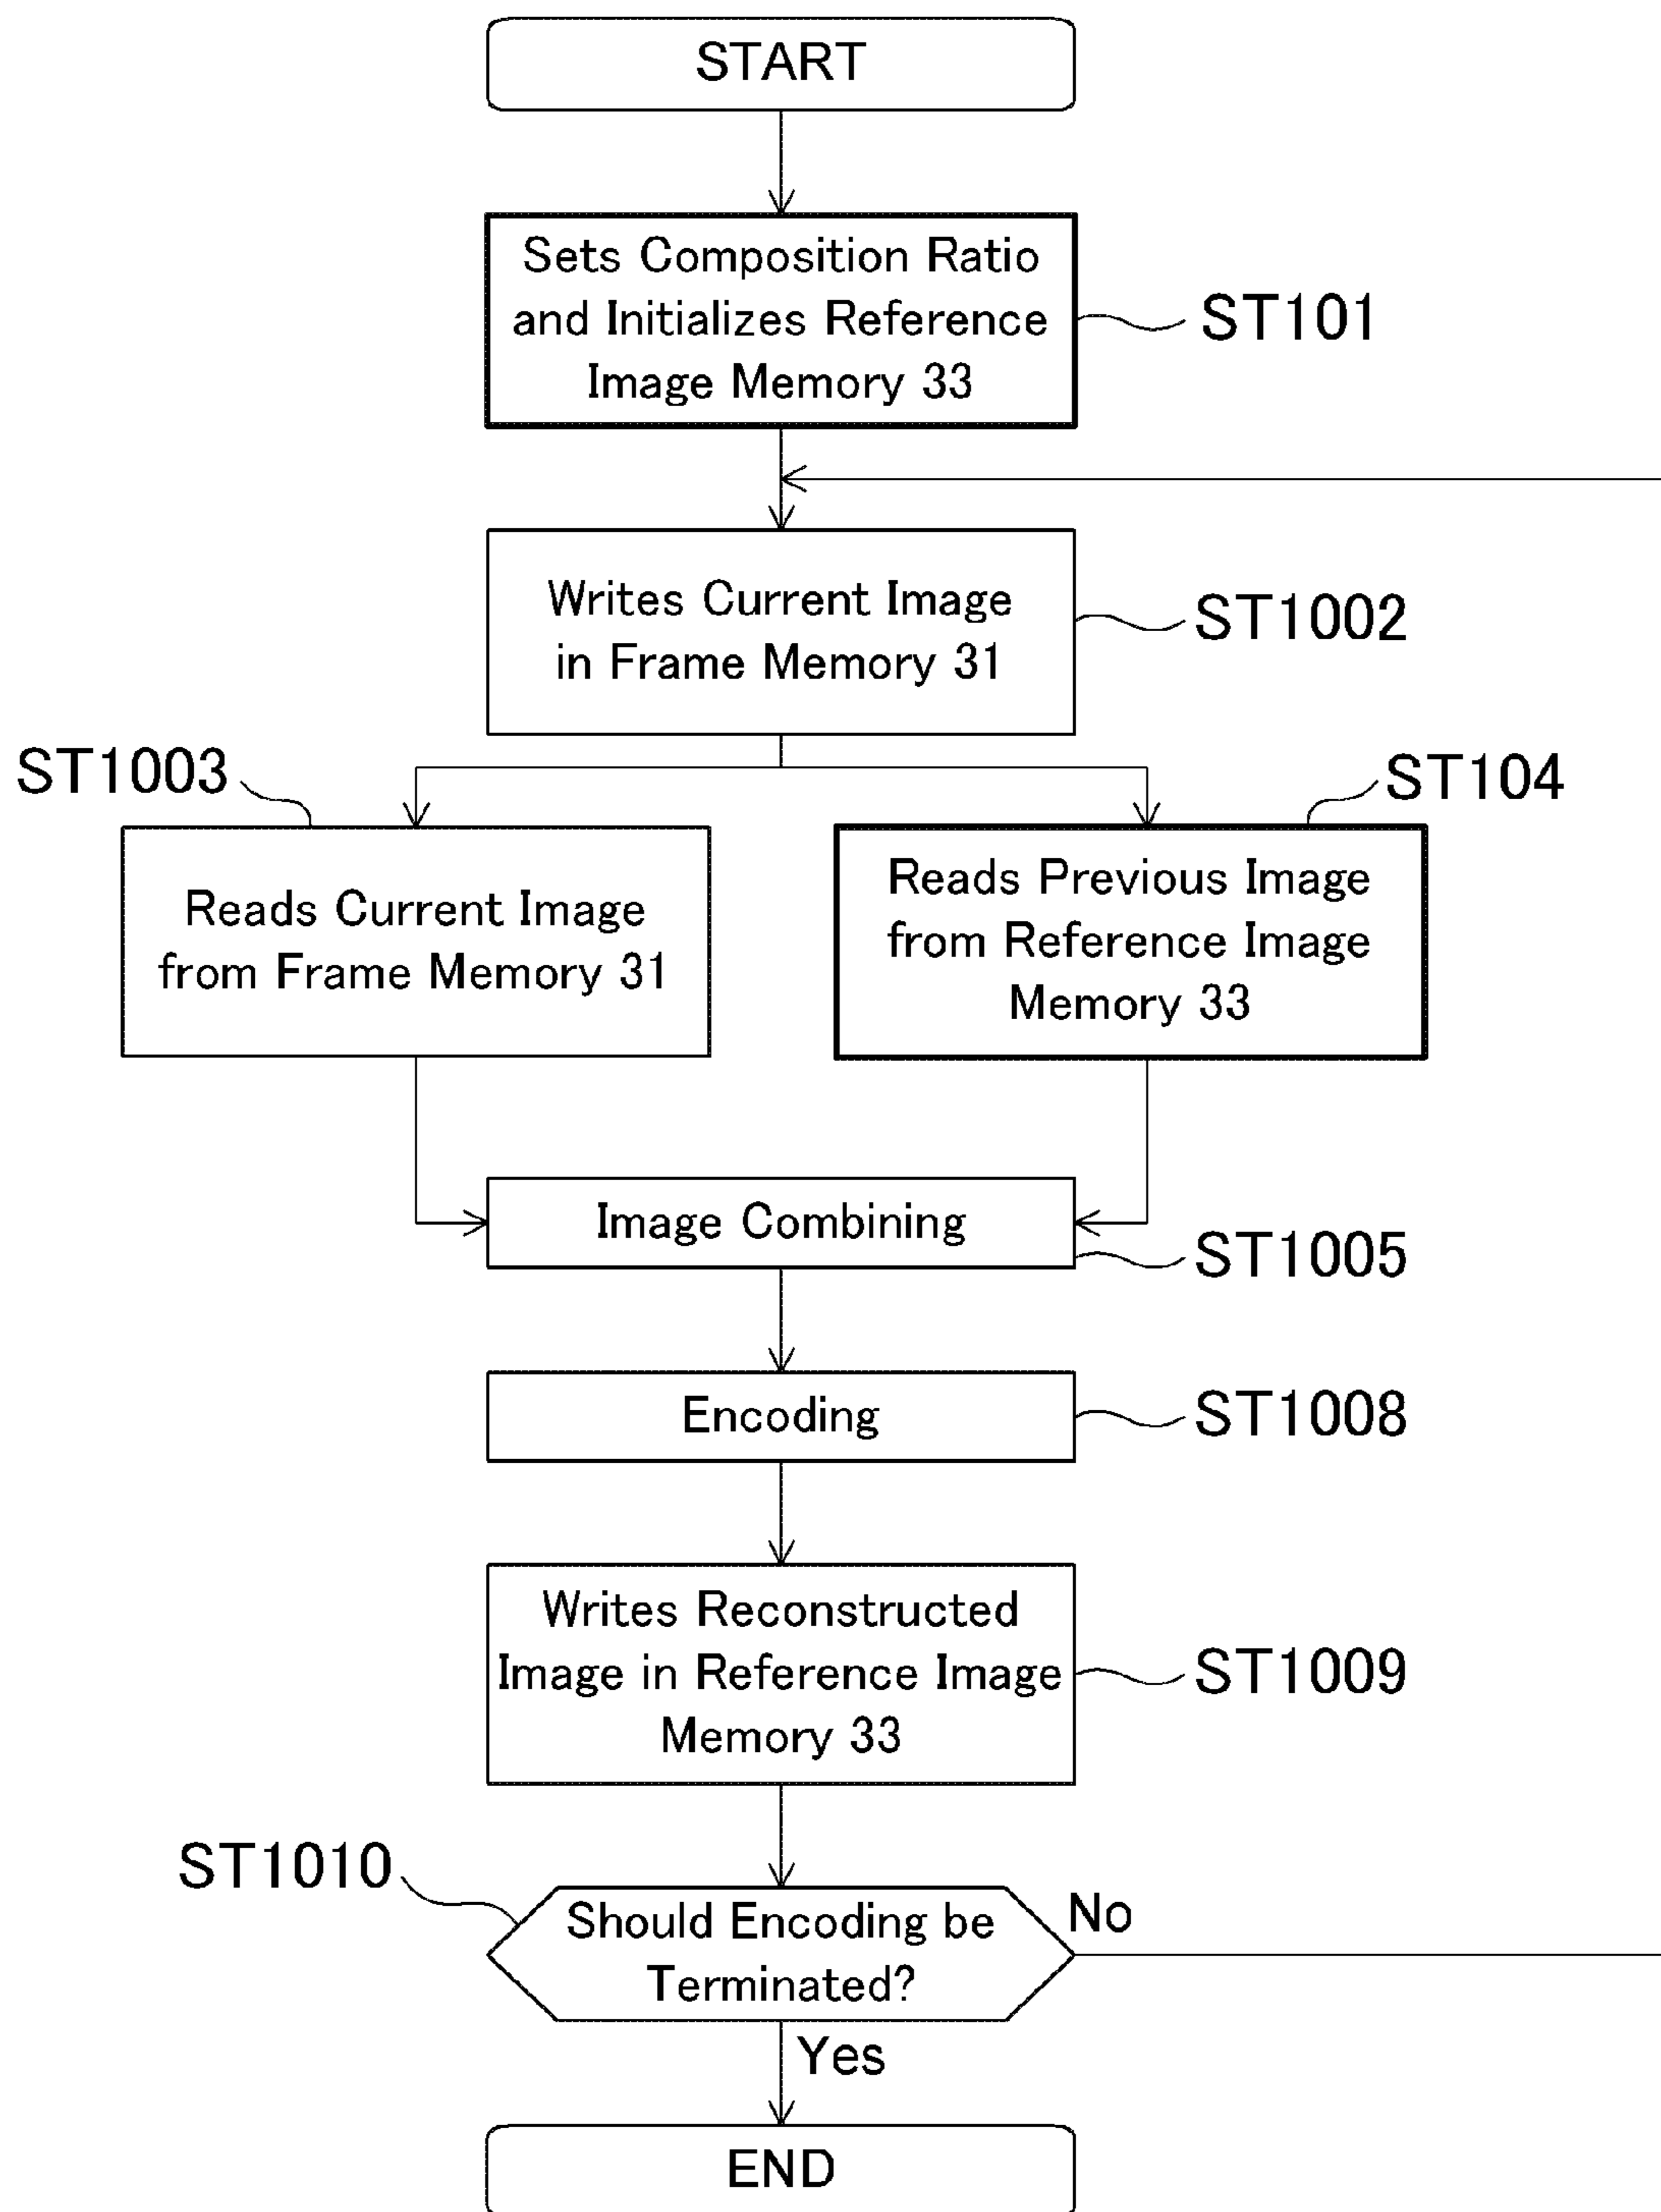 START
Sets Composition Ratio
and Initializes Reference
Image Memory 33
ST101
Writes Current Image
in Frame Memory 31
ST1002
ST1003
Reads Current Image
from Frame Memory 31
ST104
Reads Previous Image
from Reference Image
Memory 33
Image Combining
ST1005
Encoding
ST1008
Writes Reconstructed
Image in Reference Image
Memory 33
ST1009
ST1010
Should Encoding be
Terminated?
No
Yes
END